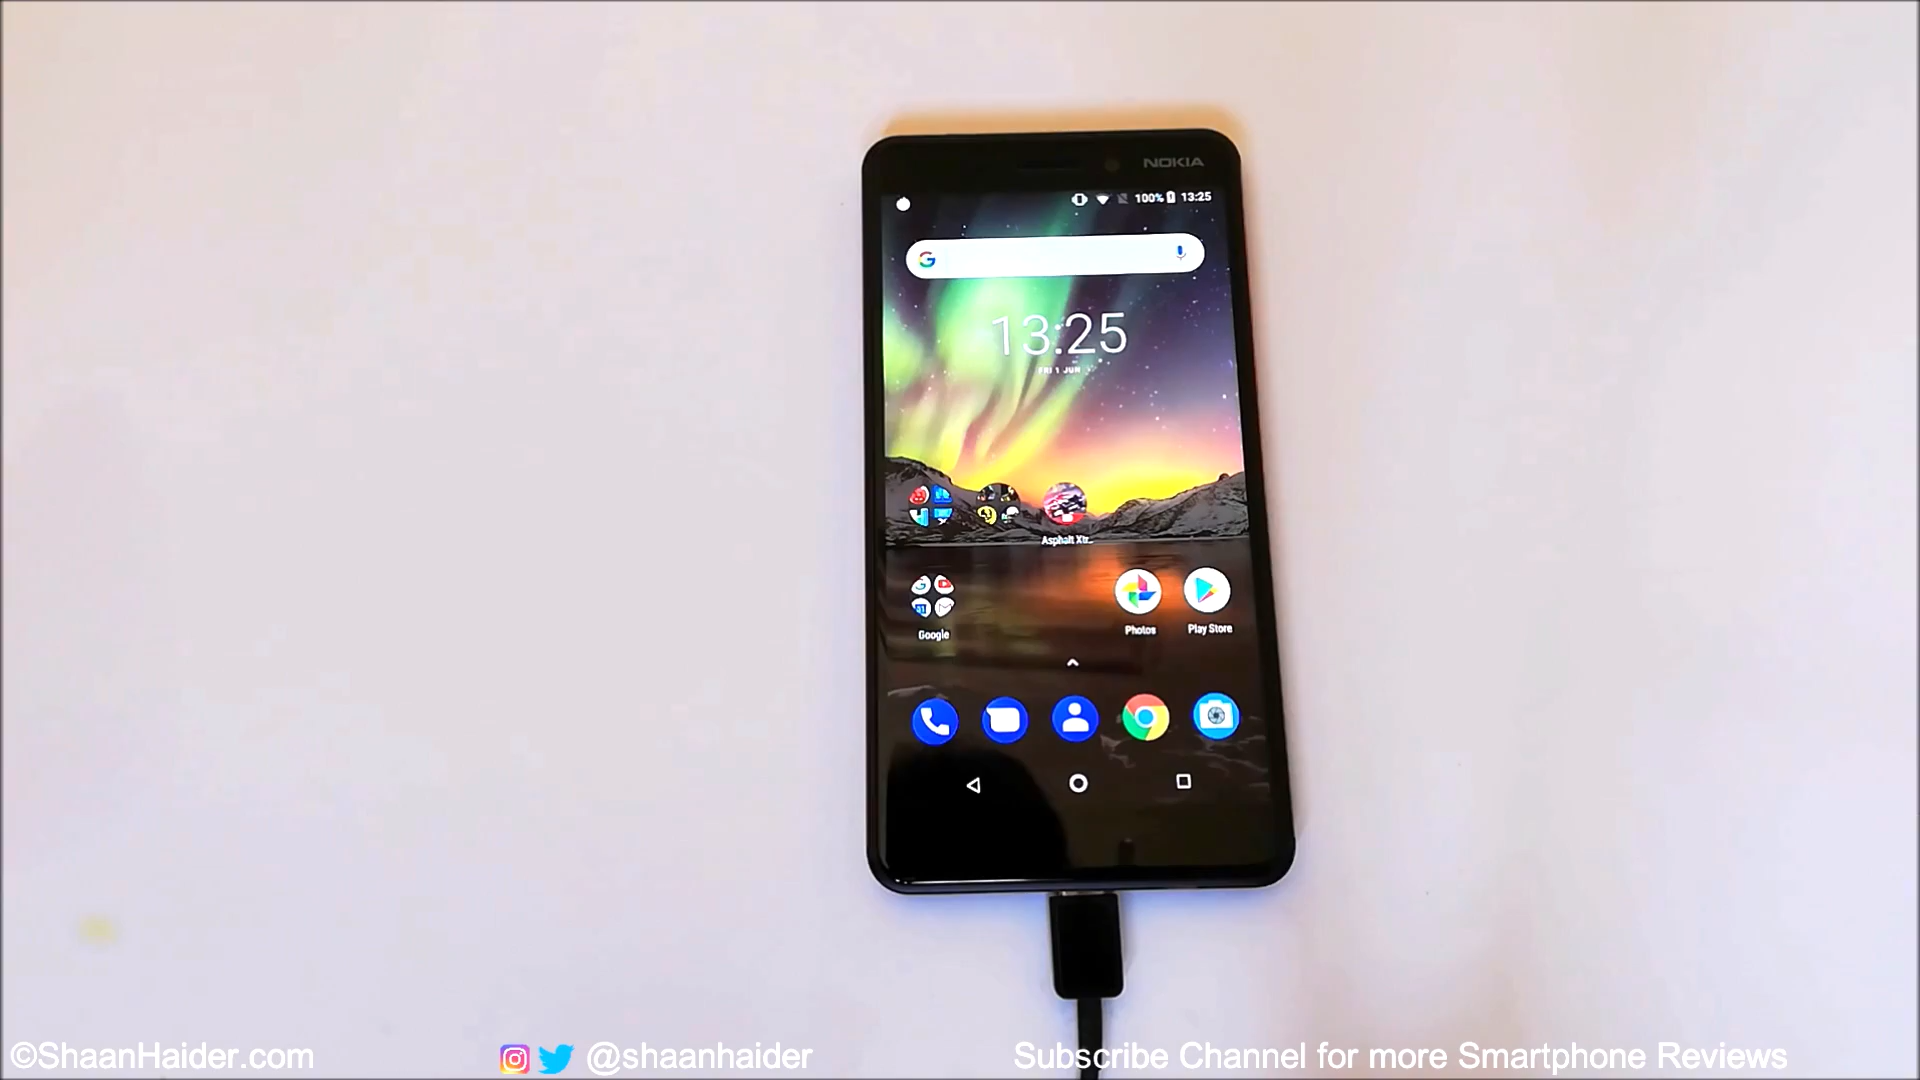 NOKIA
100% 13:25
13:25
FRI 1 JUN
Asphalt Xtr..
Google
Photos
Play Store
©ShaanHaider.com
@shaanhaider
Subscribe Channel for more Smartphone Reviews